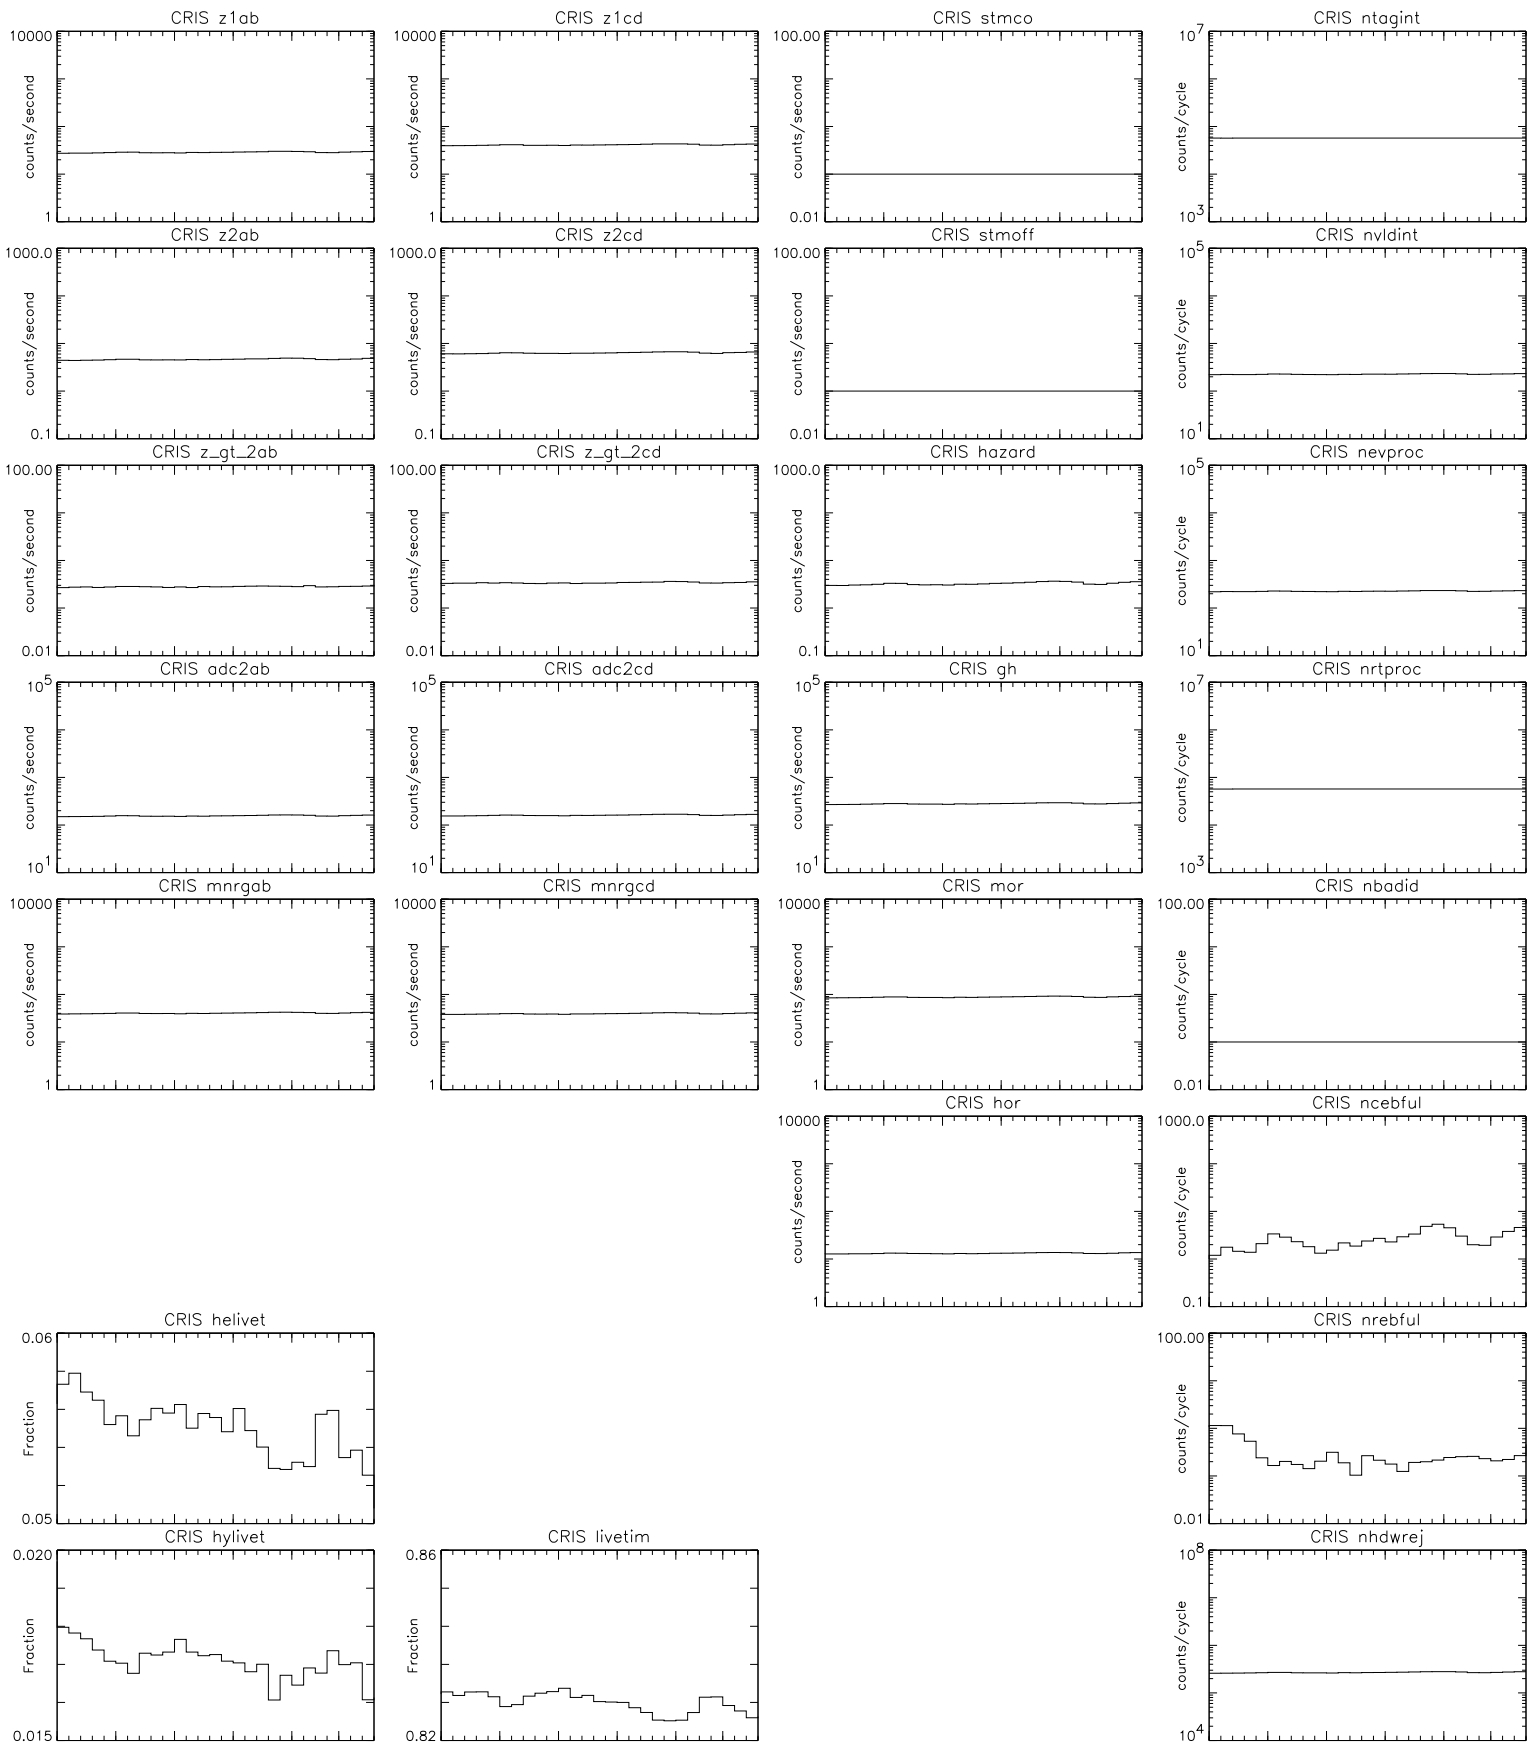 CRIS z1ab
10000
counts/second
1
CRIS z1cd
10000
counts/second
1
CRIS stmco
100.00
counts/second
0.01
CRIS ntagint
10^7
counts/cycle
10^3
CRIS z2ab
1000.0
counts/second
0.1
CRIS z2cd
1000.0
counts/second
0.1
CRIS stmoff
100.00
counts/second
0.01
CRIS nvldint
10^5
counts/cycle
10^1
CRIS z_gt_2ab
100.00
counts/second
0.01
CRIS z_gt_2cd
100.00
counts/second
0.01
CRIS hazard
1000.0
counts/second
0.1
CRIS nevproc
10^5
counts/cycle
10^1
CRIS adc2ab
10^5
counts/second
10^1
CRIS adc2cd
10^5
counts/second
10^1
CRIS gh
10^5
counts/second
10^1
CRIS nrtproc
10^7
counts/cycle
10^3
CRIS mnrgab
10000
counts/second
1
CRIS mnrgcd
10000
counts/second
1
CRIS mor
10000
counts/second
1
CRIS nbadid
100.00
counts/cycle
0.01
CRIS hor
10000
counts/second
1
CRIS ncebful
1000.0
counts/cycle
0.1
CRIS helivet
0.06
Fraction
0.05
CRIS nrebful
100.00
counts/cycle
0.01
CRIS hylivet
0.020
Fraction
0.015
CRIS livetim
0.86
Fraction
0.82
CRIS nhdwrej
10^8
counts/cycle
10^4